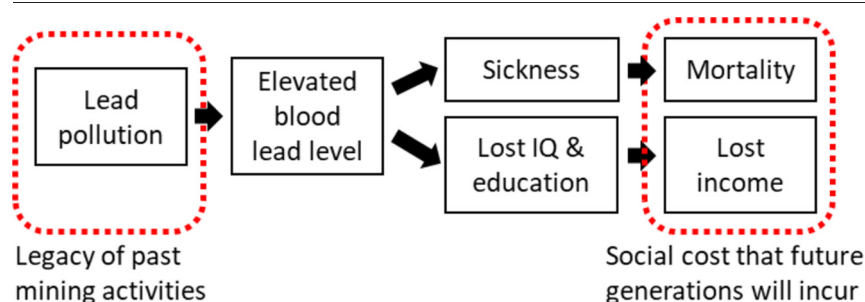 Lead
pollution
Elevated
blood
lead level
Sickness
Mortality
Lost IQ &
education
Lost
income
Legacy of past
mining activities
Social cost that future
generations will incur